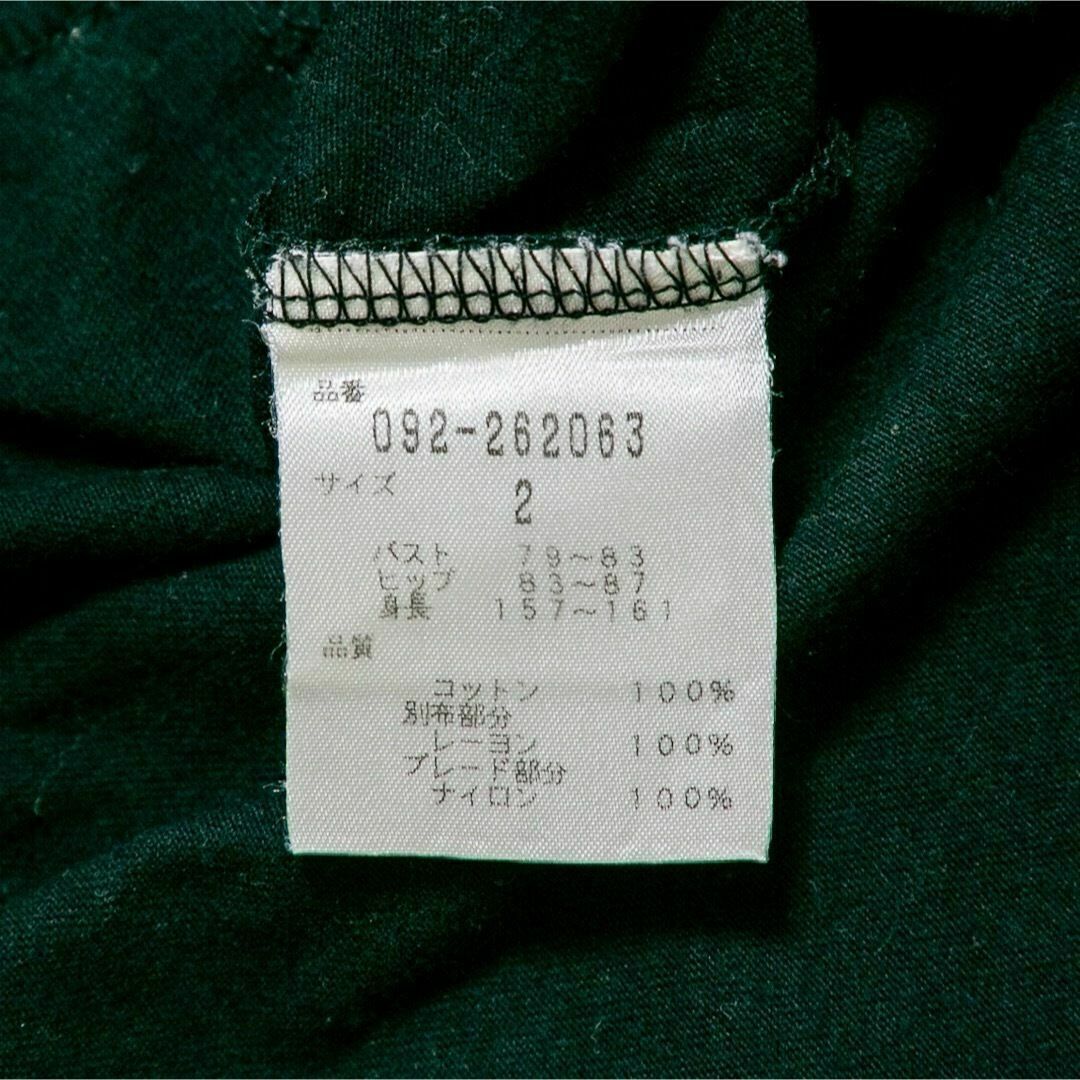 品番
092-262063
サイズ
2
バスト 79～83
ヒップ 83～87
身長 157～161
品質
コットン 100%
別布部分
レーヨン 100%
ブレード部分
ナイロン 100%